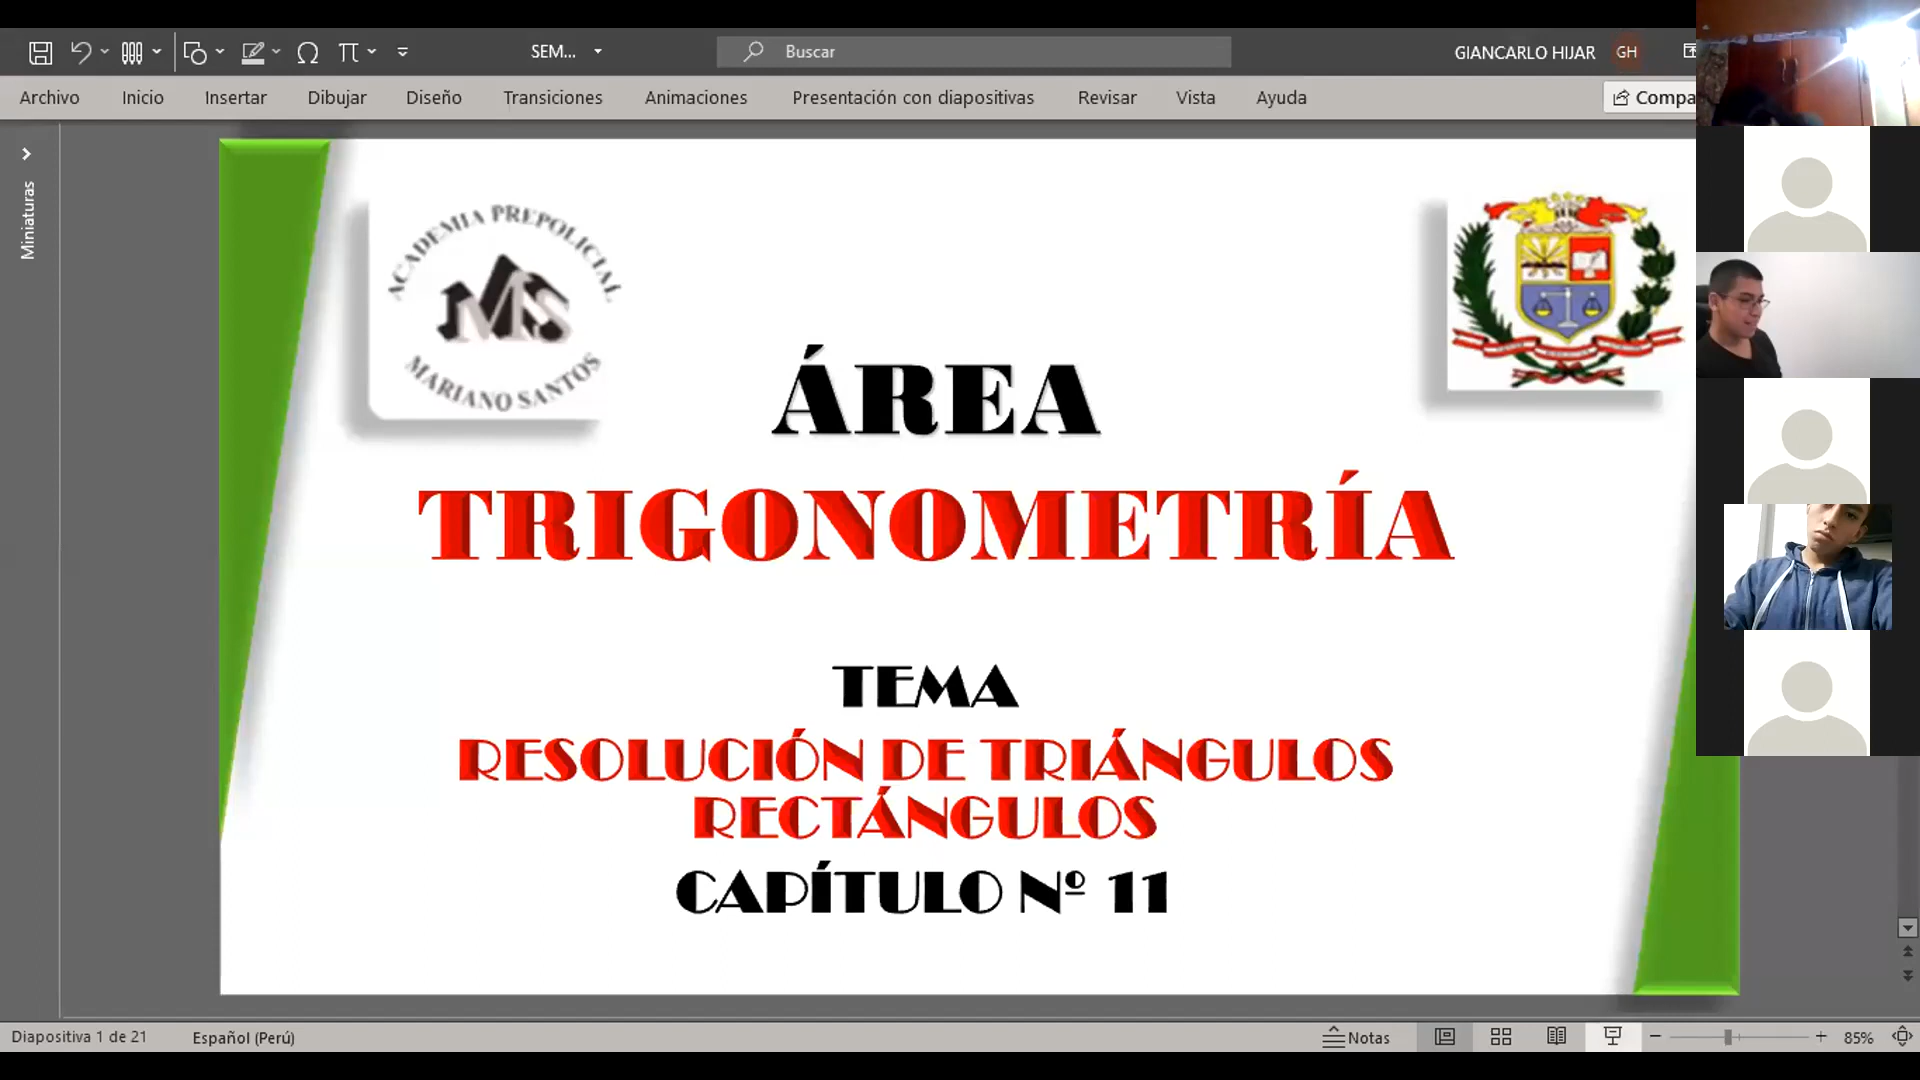 SEM...
Buscar
GIANCARLO HIJAR
GH
Archivo
Inicio
Insertar
Dibujar
Diseño
Transiciones
Animaciones
Presentación con diapositivas
Revisar
Vista
Ayuda
Compa
Miniaturas
ACADEMIA PREPOLICIAL
MS
MARIANO SANTOS
ÁREA
TRIGONOMETRÍA
TEMA
RESOLUCIÓN DE TRIÁNGULOS
RECTÁNGULOS
CAPÍTULO Nº 11
Diapositiva 1 de 21
Español (Perú)
Notas
85%